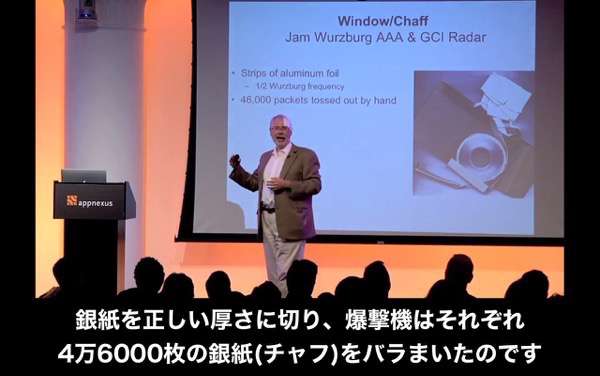 Window/Chaff
Jam Wurzburg AAA & GCI Radar
• Strips of aluminum foil
– 1/2 Wurzburg frequency
• 46,000 packets tossed out by hand
appnexus
銀紙を正しい厚さに切り、爆撃機はそれぞれ
4万6000枚の銀紙(チャフ)をバラまいたのです